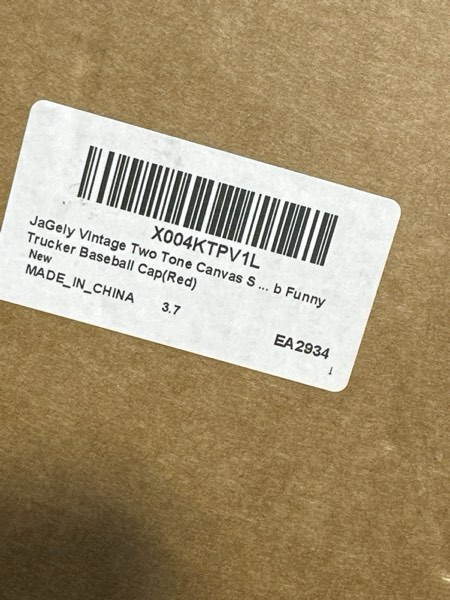 X004KTPV1L
JaGely Vintage Two Tone Canvas S ... b Funny
Trucker Baseball Cap(Red)
New
MADE_IN_CHINA
3.7
EA2934
1